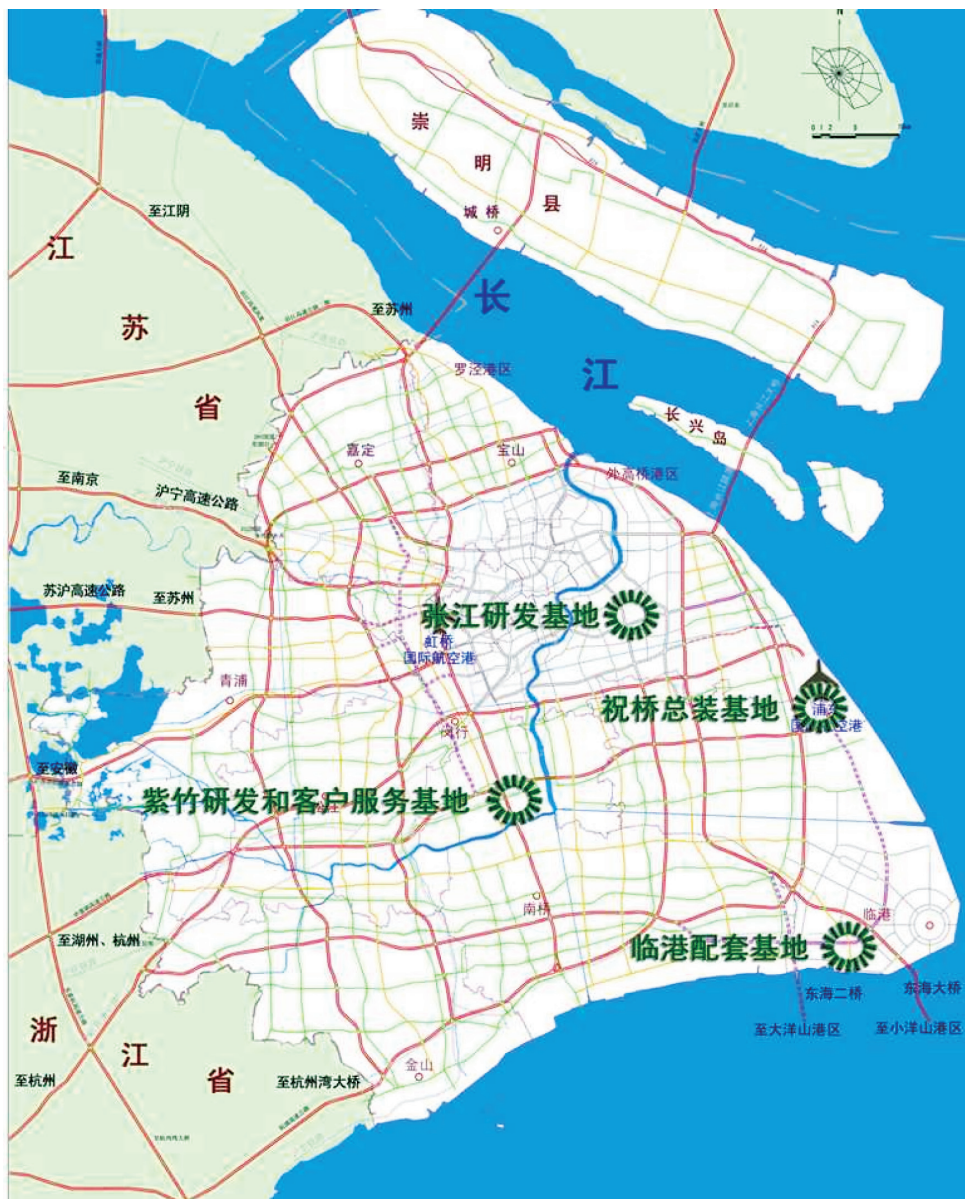 N
崇
明
县
城桥
至江阴
江
苏
省
长
江
至苏州
罗泾港区
长兴岛
嘉定
宝山
外高桥港区
至南京
沪宁高速公路
苏沪高速公路
至苏州
张江研发基地
虹桥
国际航空港
青浦
祝桥总装基地
浦东
国 空港
闵行
至安徽
紫竹研发和客户服务基地
南桥
临港
至湖州、杭州
临港配套基地
东海二桥
东海大桥
至大洋山港区
至小洋山港区
浙
江
省
金山
至杭州
至杭州湾大桥